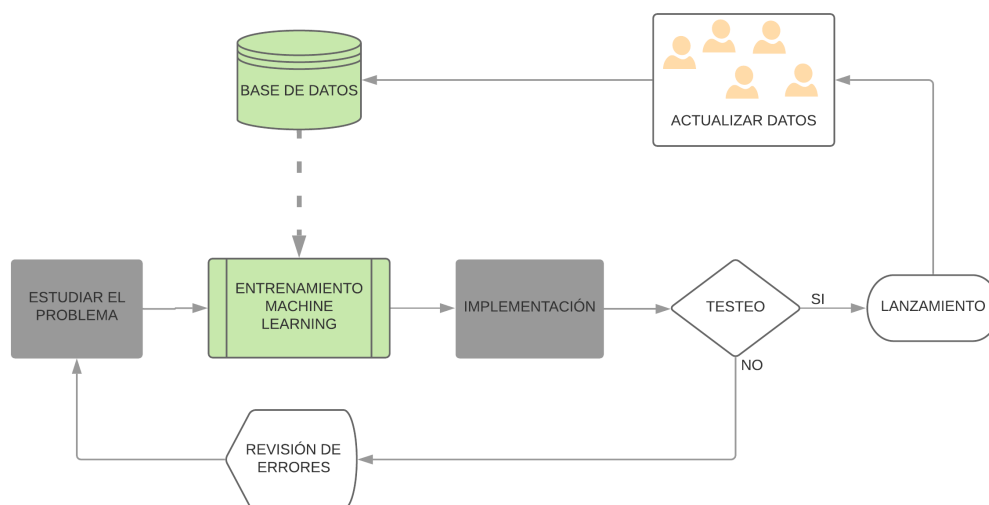 BASE DE DATOS
ACTUALIZAR DATOS
ESTUDIAR EL
PROBLEMA
ENTRENAMIENTO
MACHINE
LEARNING
IMPLEMENTACIÓN
TESTEO
SI
LANZAMIENTO
NO
REVISIÓN DE
ERRORES